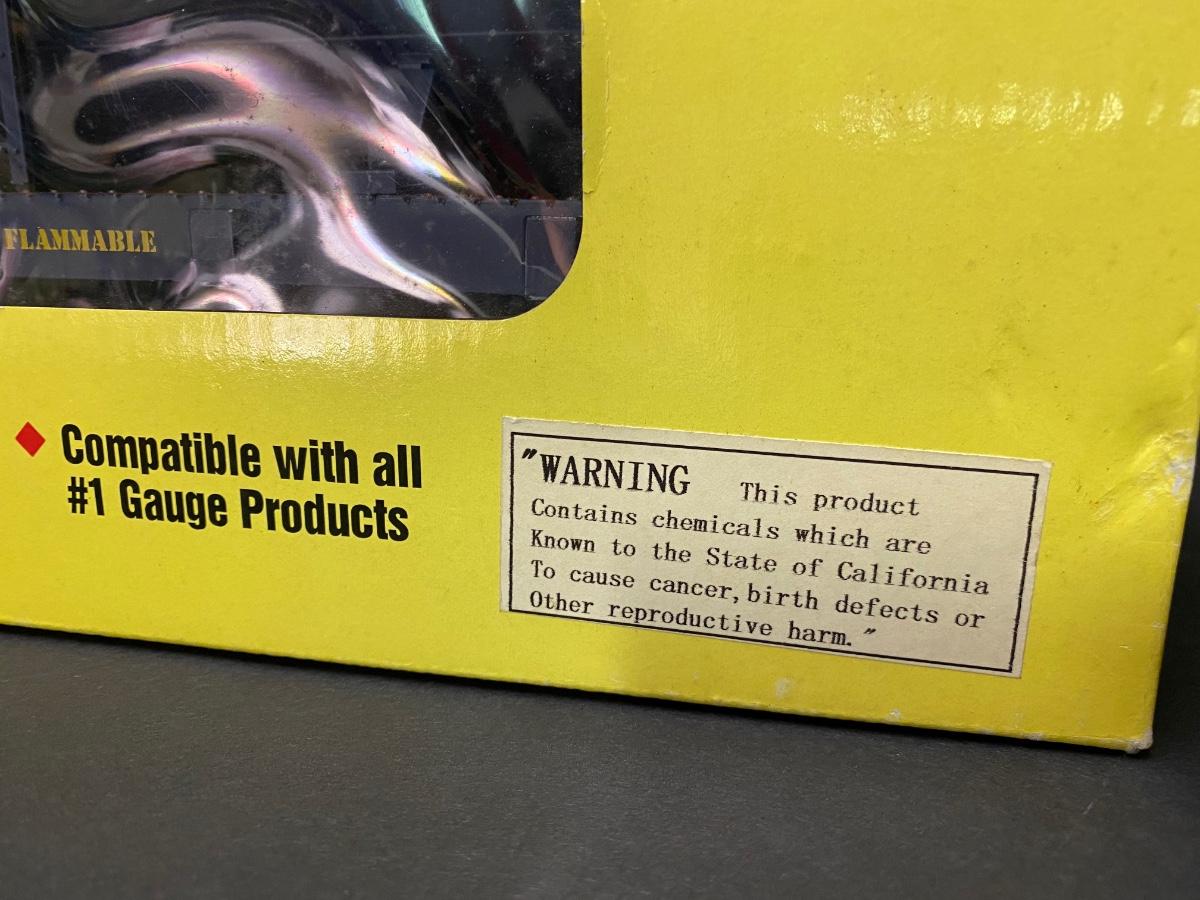 FLAMMABLE
Compatible with all
#1 Gauge Products
"WARNING This product
Contains chemicals which are
Known to the State of California
To cause cancer,birth defects or
Other reproductive harm."